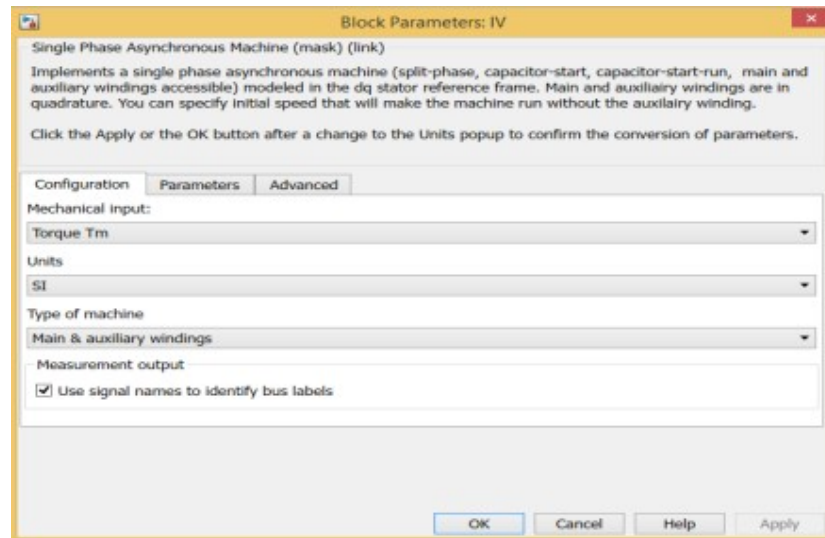 Block Parameters: IV
Single Phase Asynchronous Machine (mask) (link)
Implements a single phase asynchronous machine (split-phase, capacitor-start, capacitor-start-run, main and
auxiliary windings accessible) modeled in the dq stator reference frame. Main and auxiliairy windings are in
quadrature. You can specify initial speed that will make the machine run without the auxilairy winding.
Click the Apply or the OK button after a change to the Units popup to confirm the conversion of parameters.
Configuration Parameters Advanced
Mechanical input:
Torque Tm
Units
SI
Type of machine
Main & auxiliary windings
Measurement output
Use signal names to identify bus labels
OK Cancel Help Apply